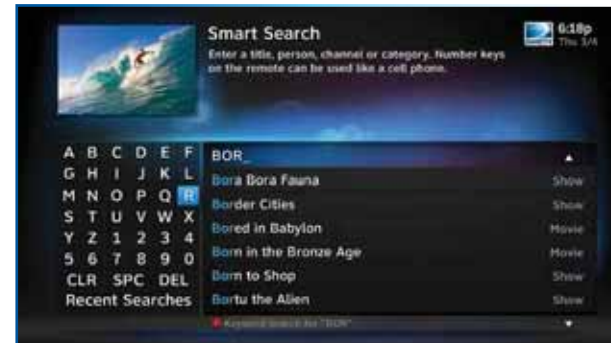 Smart Search
Enter a title, person, channel or category. Number keys
on the remote can be used like a cell phone.
6:18p
Thu 3/4
A B C D E F
G H I J K L
M N O P Q R
S T U V W X
Y Z 1 2 3 4
5 6 7 8 9 0
CLR SPC DEL
Recent Searches
BOR_
Bora Bora Fauna Show
Border Cities Show
Bored in Babylon Movie
Born in the Bronze Age Movie
Born to Shop Show
Bortu the Alien Show
Keyword search for "BOR"